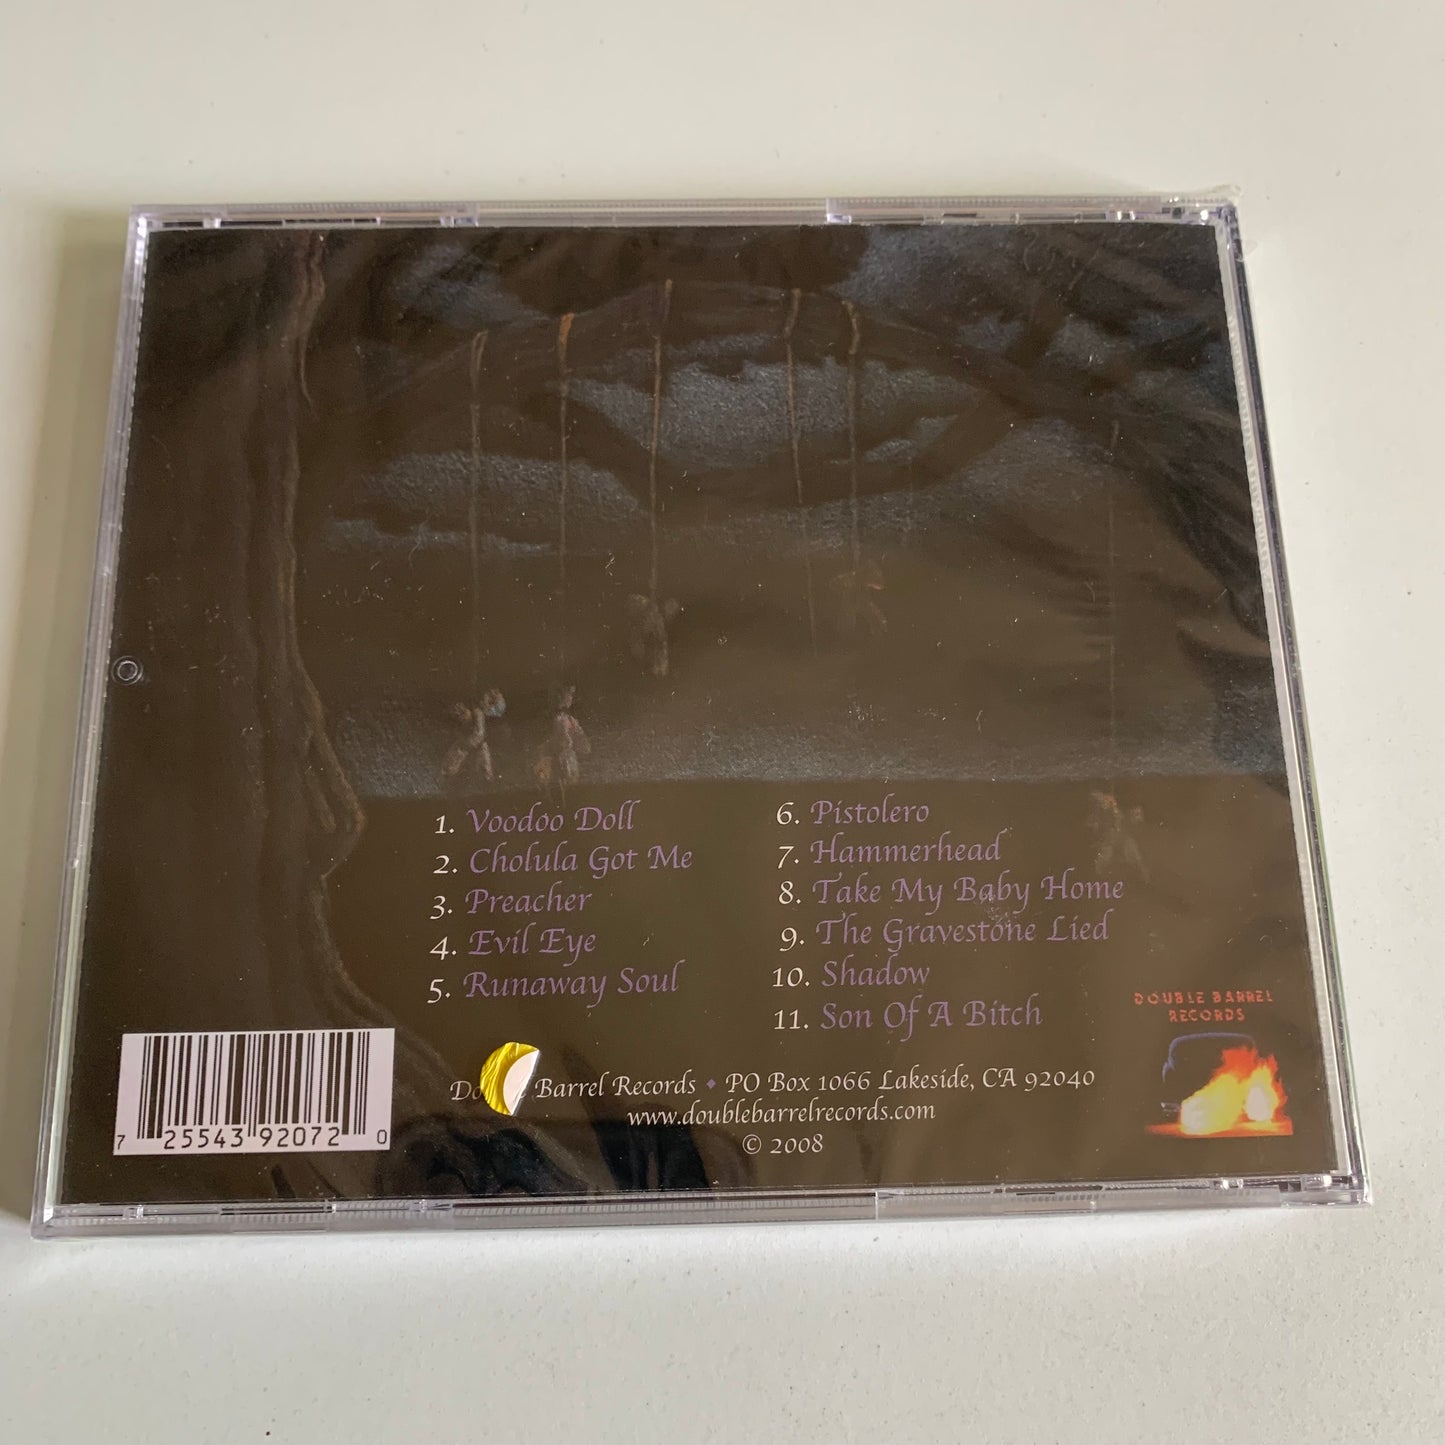 1. Voodoo Doll
2. Cholula Got Me
3. Preacher
4. Evil Eye
5. Runaway Soul
6. Pistolero
7. Hammerhead
8. Take My Baby Home
9. The Gravestone Lied
10. Shadow
11. Son Of A Bitch
DOUBLE BARREL
RECORDS
Barrel Records • PO Box 1066 Lakeside, CA 92040
www.doublebarrelrecords.com
© 2008
7 25543 92072 0